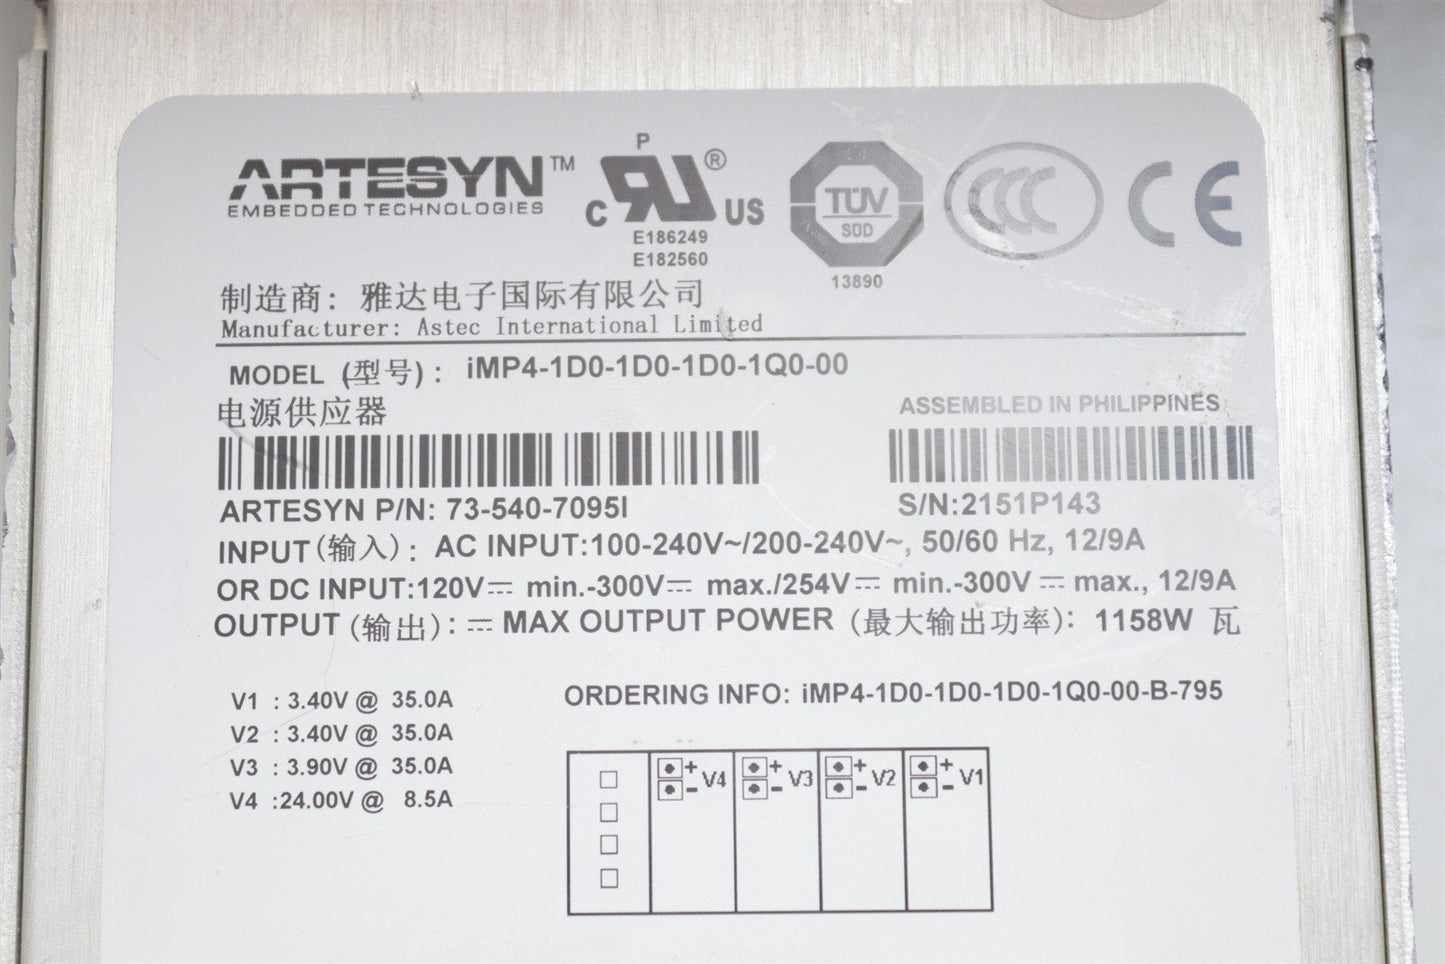 ARTESYN™
EMBEDDED TECHNOLOGIES
P
C RU® US
E186249
E182560
TÜV
SÜD
13890
CCC
CE
制造商: 雅达电子国际有限公司
Manufacturer: Astec International Limited
MODEL (型号): iMP4-1D0-1D0-1D0-1Q0-00
电源供应器
ASSEMBLED IN PHILIPPINES
ARTESYN P/N: 73-540-7095I
S/N:2151P143
INPUT(输入): AC INPUT:100-240V~/200-240V~, 50/60 Hz, 12/9A
OR DC INPUT:120V⎓ min.-300V⎓ max./254V⎓ min.-300V⎓ max., 12/9A
OUTPUT (输出): ⎓ MAX OUTPUT POWER (最大输出功率): 1158W 瓦
V1 : 3.40V @ 35.0A
V2 : 3.40V @ 35.0A
V3 : 3.90V @ 35.0A
V4 :24.00V @ 8.5A
ORDERING INFO: iMP4-1D0-1D0-1D0-1Q0-00-B-795
+ - V4 + - V3 + - V2 + - V1